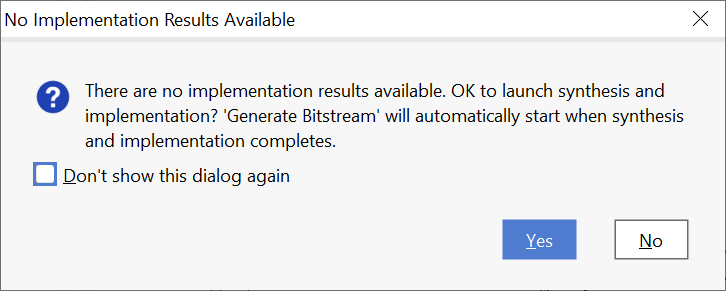 No Implementation Results Available
There are no implementation results available. OK to launch synthesis and
implementation? 'Generate Bitstream' will automatically start when synthesis
and implementation completes.
Don't show this dialog again
Yes
No